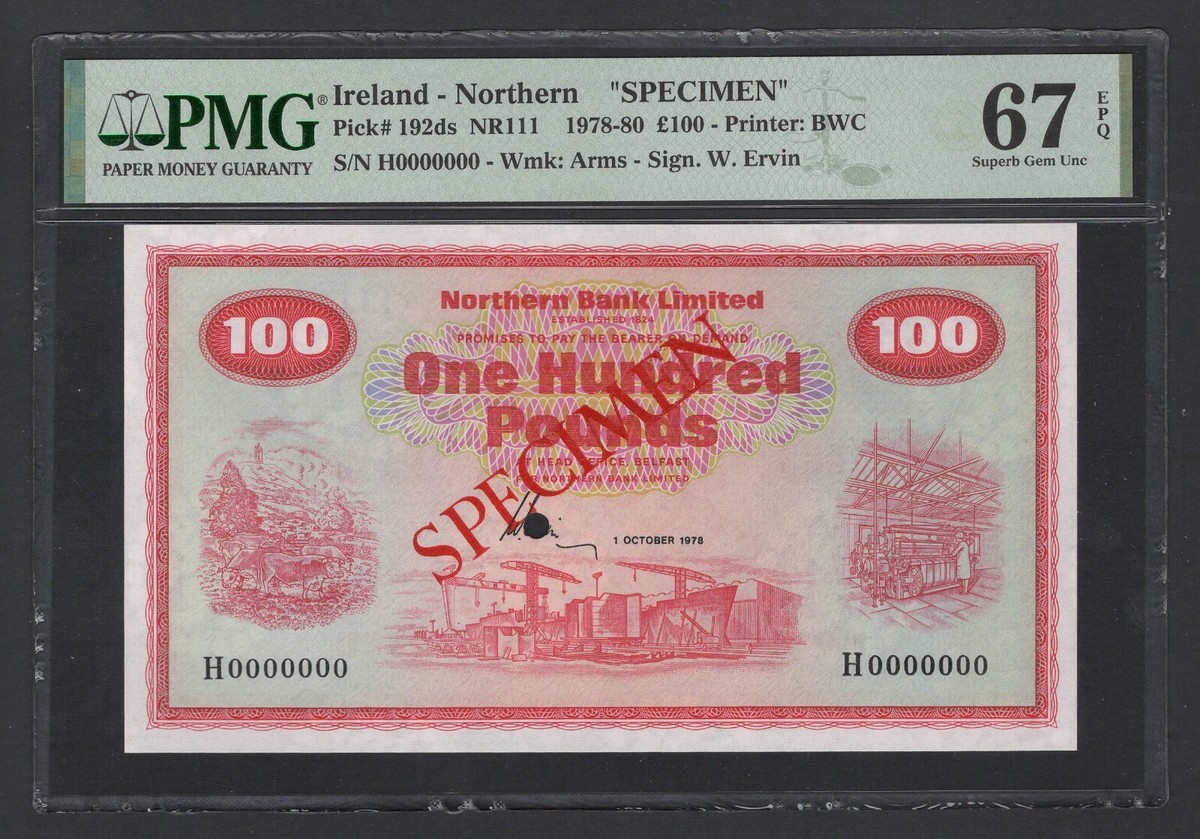 PMG® Ireland - Northern "SPECIMEN" 67 EPQ
Pick# 192ds NR111 1978-80 £100 - Printer: BWC
PAPER MONEY GUARANTY S/N H0000000 - Wmk: Arms - Sign. W. Ervin Superb Gem Unc
100
100
Northern Bank Limited
ESTABLISHED 1824
PROMISES TO PAY THE BEARER ON DEMAND
One Hundred
Pounds
HEAD OFFICE, BELFAST
FOR NORTHERN BANK LIMITED
SPECIMEN
1 OCTOBER 1978
H0000000
H0000000